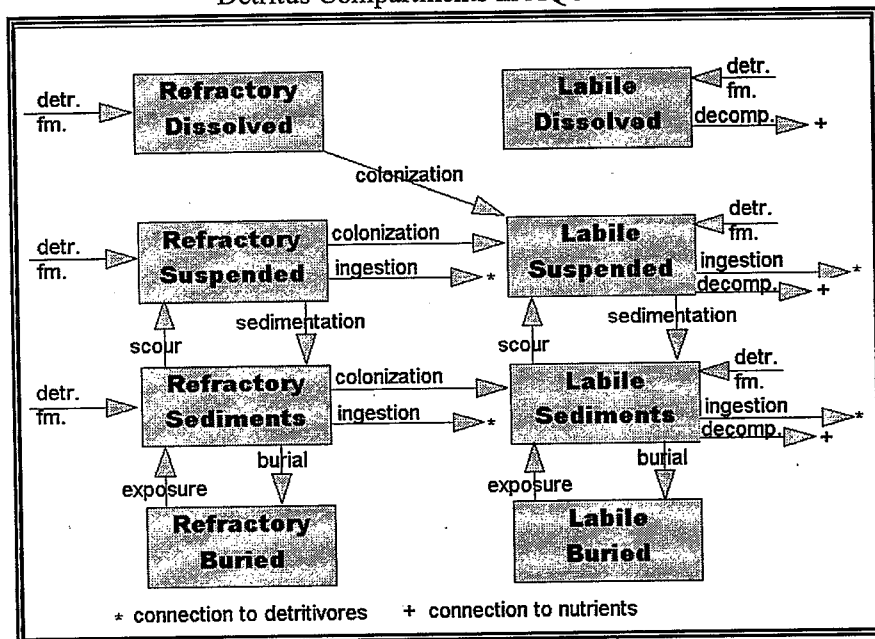 Detritus Compartments
detr.
fm.
Refractory
Dissolved
Labile
Dissolved
detr.
fm.
decomp.
+
colonization
detr.
fm.
Refractory
Suspended
colonization
ingestion
*
Labile
Suspended
detr.
fm.
ingestion
*
decomp.
+
scour
sedimentation
scour
sedimentation
detr.
fm.
Refractory
Sediments
colonization
ingestion
*
Labile
Sediments
detr.
fm.
ingestion
*
decomp.
+
exposure
burial
exposure
burial
Refractory
Buried
Labile
Buried
* connection to detritivores + connection to nutrients